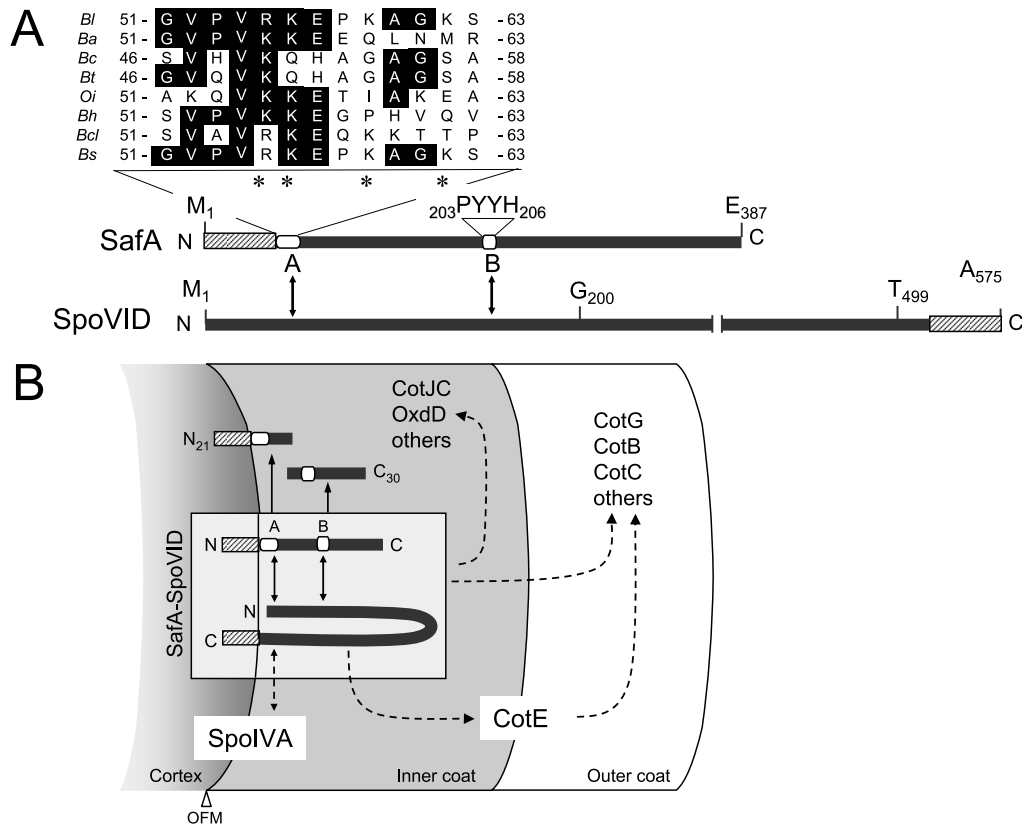 A
Bl 51 - G V P V R K E P K A G K S - 63
Ba 51 - G V P V K K E E Q L N M R - 63
Bc 46 - S V H V K Q H A G A G S A - 58
Bt 46 - G V Q V K Q H A G A G S A - 58
Oi 51 - A K Q V K K E T I A K E A - 63
Bh 51 - S V P V K K E G P H V Q V - 63
Bcl 51 - S V A V R K E Q K K T T P - 63
Bs 51 - G V P V R K E P K A G K S - 63
* * * *
M1 203PYYH206 E387
SafA N C
A B
M1 G200 T499 A575
SpoVID N C
B
CotJC
OxdD
others
CotG
CotB
CotC
others
N21
C30
SafA-SpoVID
A B
N C
N
C
SpoIVA
CotE
Cortex Inner coat Outer coat
OFM